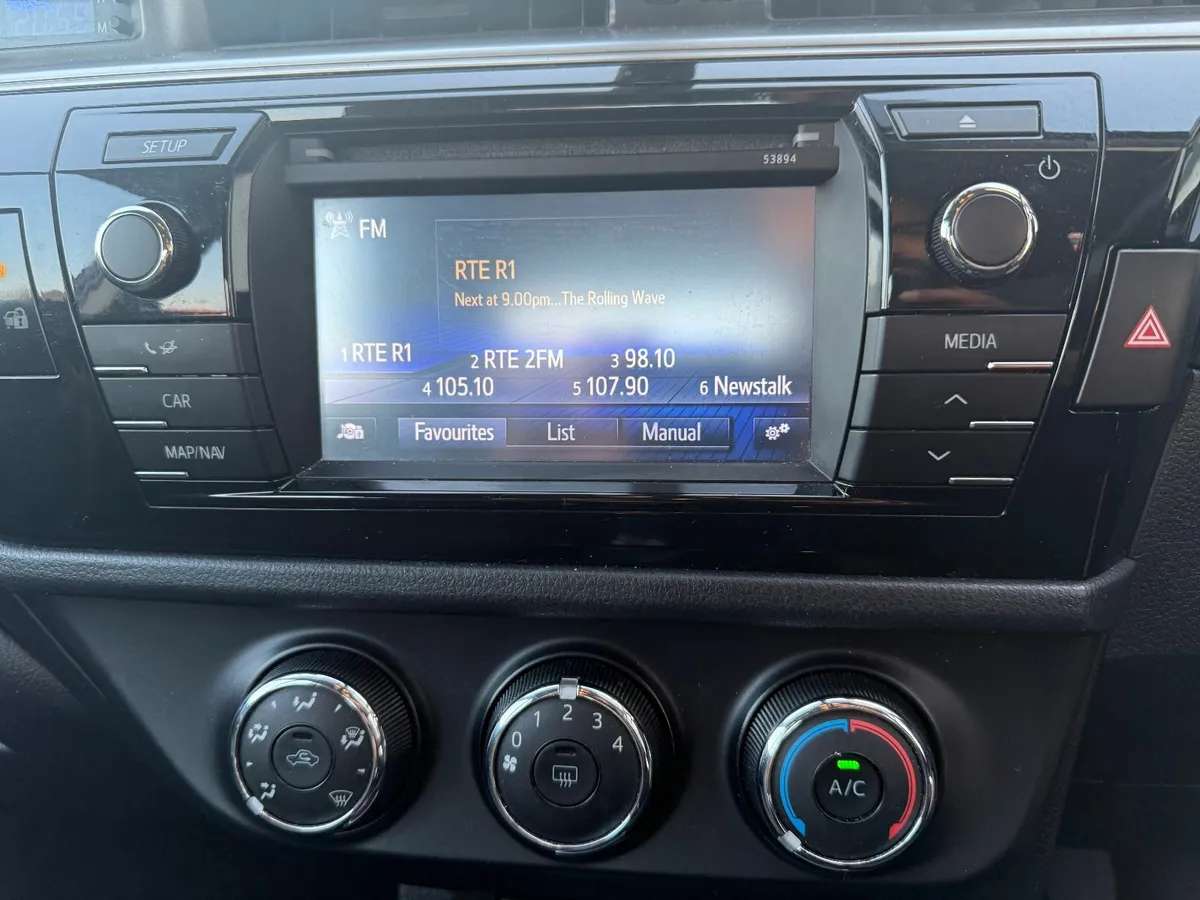 SETUP
53894
FM
RTE R1
Next at 9.00pm...The Rolling Wave
1 RTE R1 2 RTE 2FM 3 98.10
4 105.10 5 107.90 6 Newstalk
Favourites List Manual
CAR
MAP/NAV
MEDIA
0 1 2 3 4
A/C